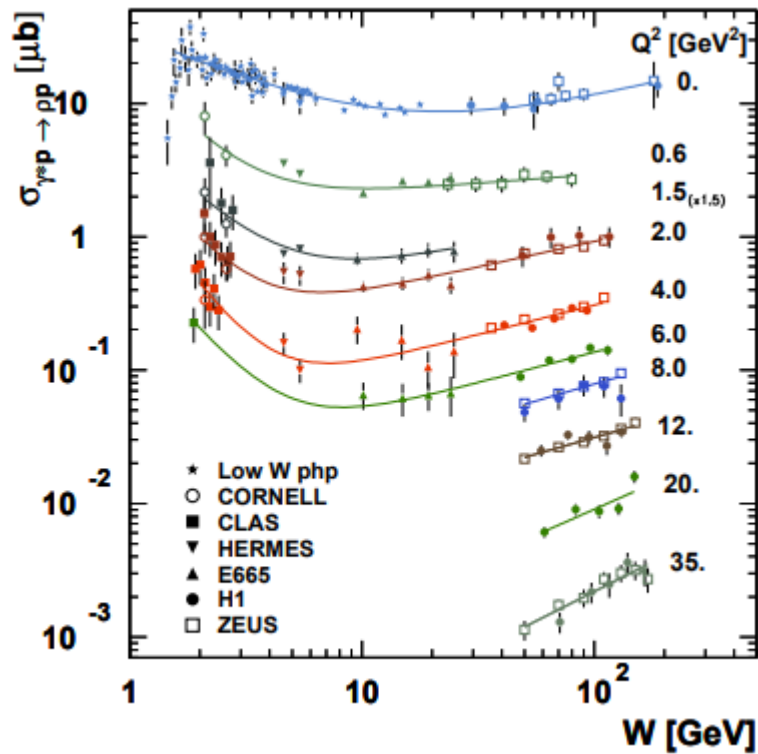 Q² [GeV²]
σγ*p → ρp [μb]
10
1
10⁻¹
10⁻²
10⁻³
0.
0.6
1.5(x1.5)
2.0
4.0
6.0
8.0
12.
20.
35.
Low W php
CORNELL
CLAS
HERMES
E665
H1
ZEUS
1
10
10²
W [GeV]